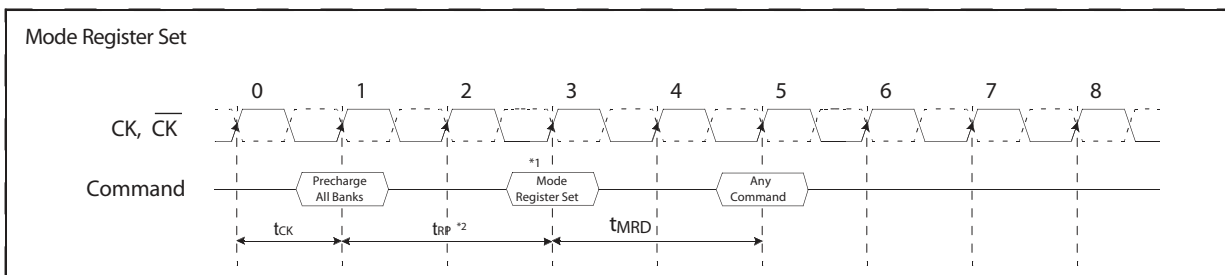 Mode Register Set
0 1 2 3 4 5 6 7 8
CK, CK
*1
Command
Precharge
All Banks
Mode
Register Set
Any
Command
tCK
tRP *2
tMRD